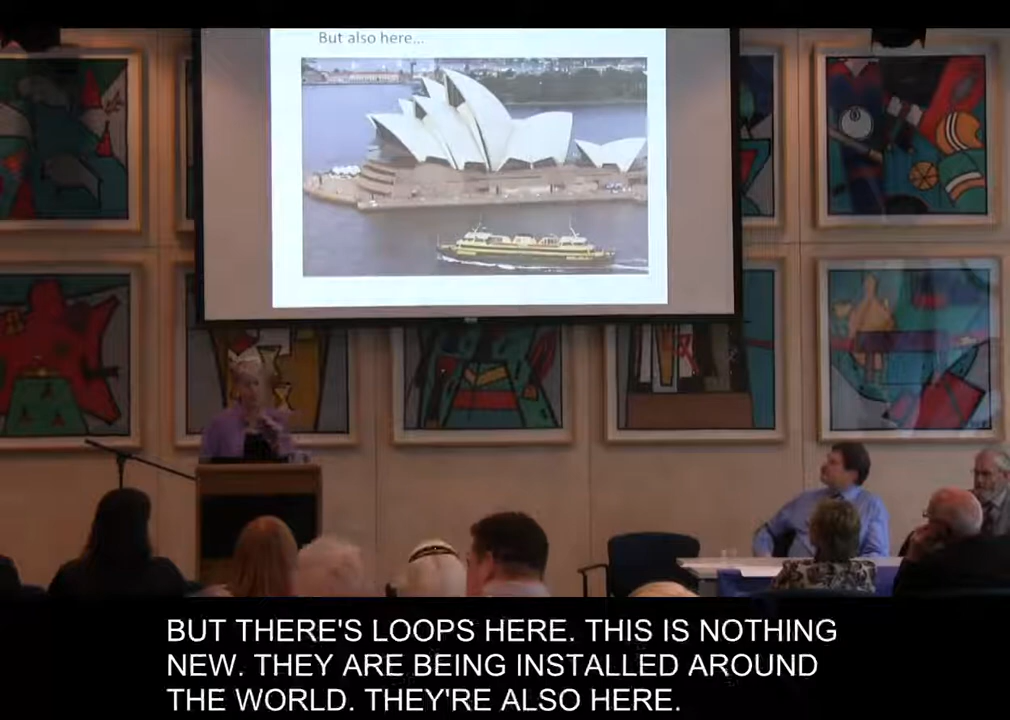 But also here...
BUT THERE'S LOOPS HERE. THIS IS NOTHING
NEW. THEY ARE BEING INSTALLED AROUND
THE WORLD. THEY'RE ALSO HERE.